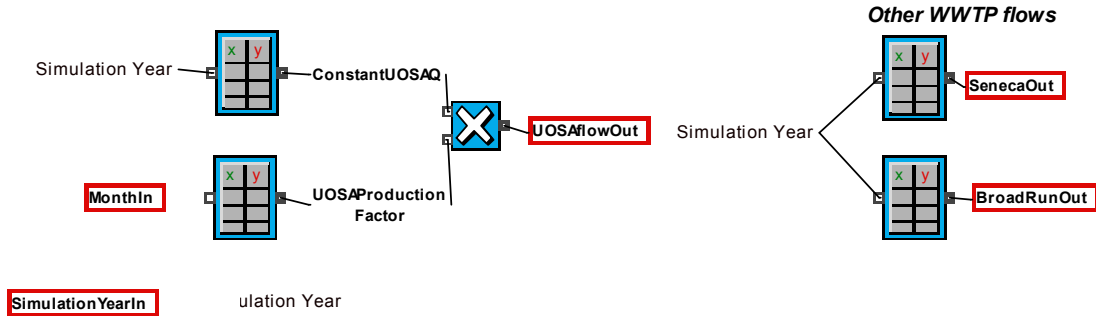 Other WWTP flows
x y
x y
Simulation Year
ConstantUOSAQ
SenecaOut
UOSAflowOut
Simulation Year
x y
x y
MonthIn
UOSAProduction
Factor
BroadRunOut
SimulationYearIn
ulation Year